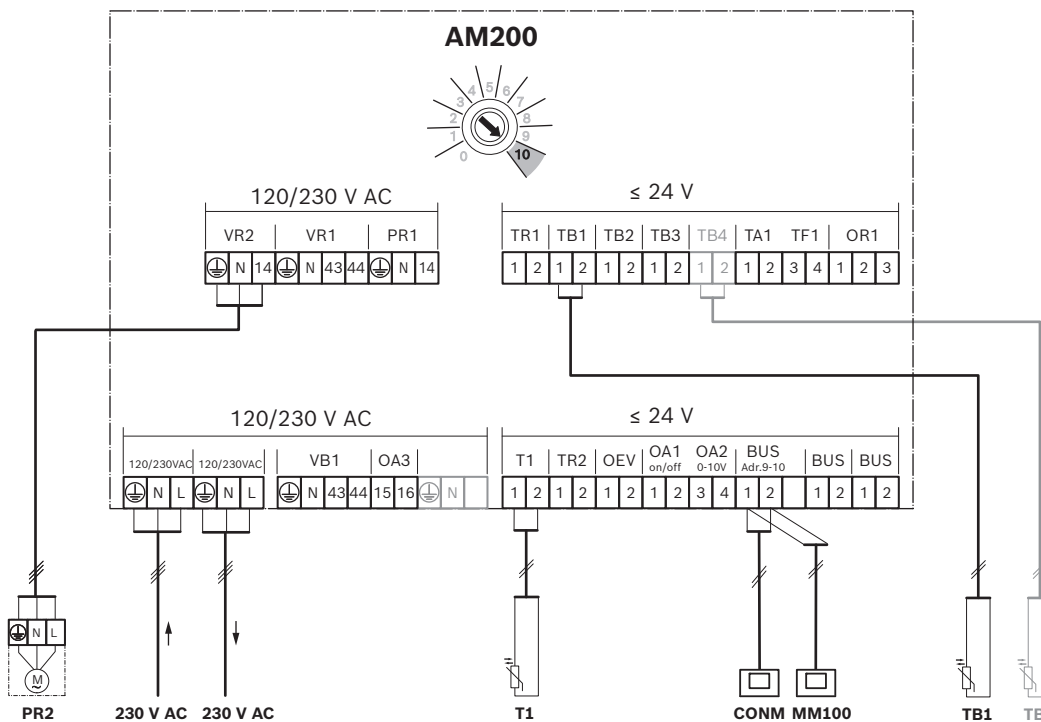 AM200
0 1 2 3 4 5 6 7 8 9 10
120/230 V AC
≤ 24 V
VR2 VR1 PR1
TR1 TB1 TB2 TB3 TB4 TA1 TF1 OR1
N 14 N 43 44 N 14
1 2 1 2 1 2 1 2 1 2 1 2 3 4 1 2 3
120/230 V AC
≤ 24 V
120/230VAC 120/230VAC VB1 OA3
T1 TR2 OEV OA1 OA2 BUS BUS BUS
on/off 0-10V Adr.9-10
N L N L N 43 44 15 16 N
1 2 1 2 1 2 1 2 3 4 1 2 1 2 1 2
N L
M
~
PR2 230 V AC 230 V AC T1 CONM MM100 TB1